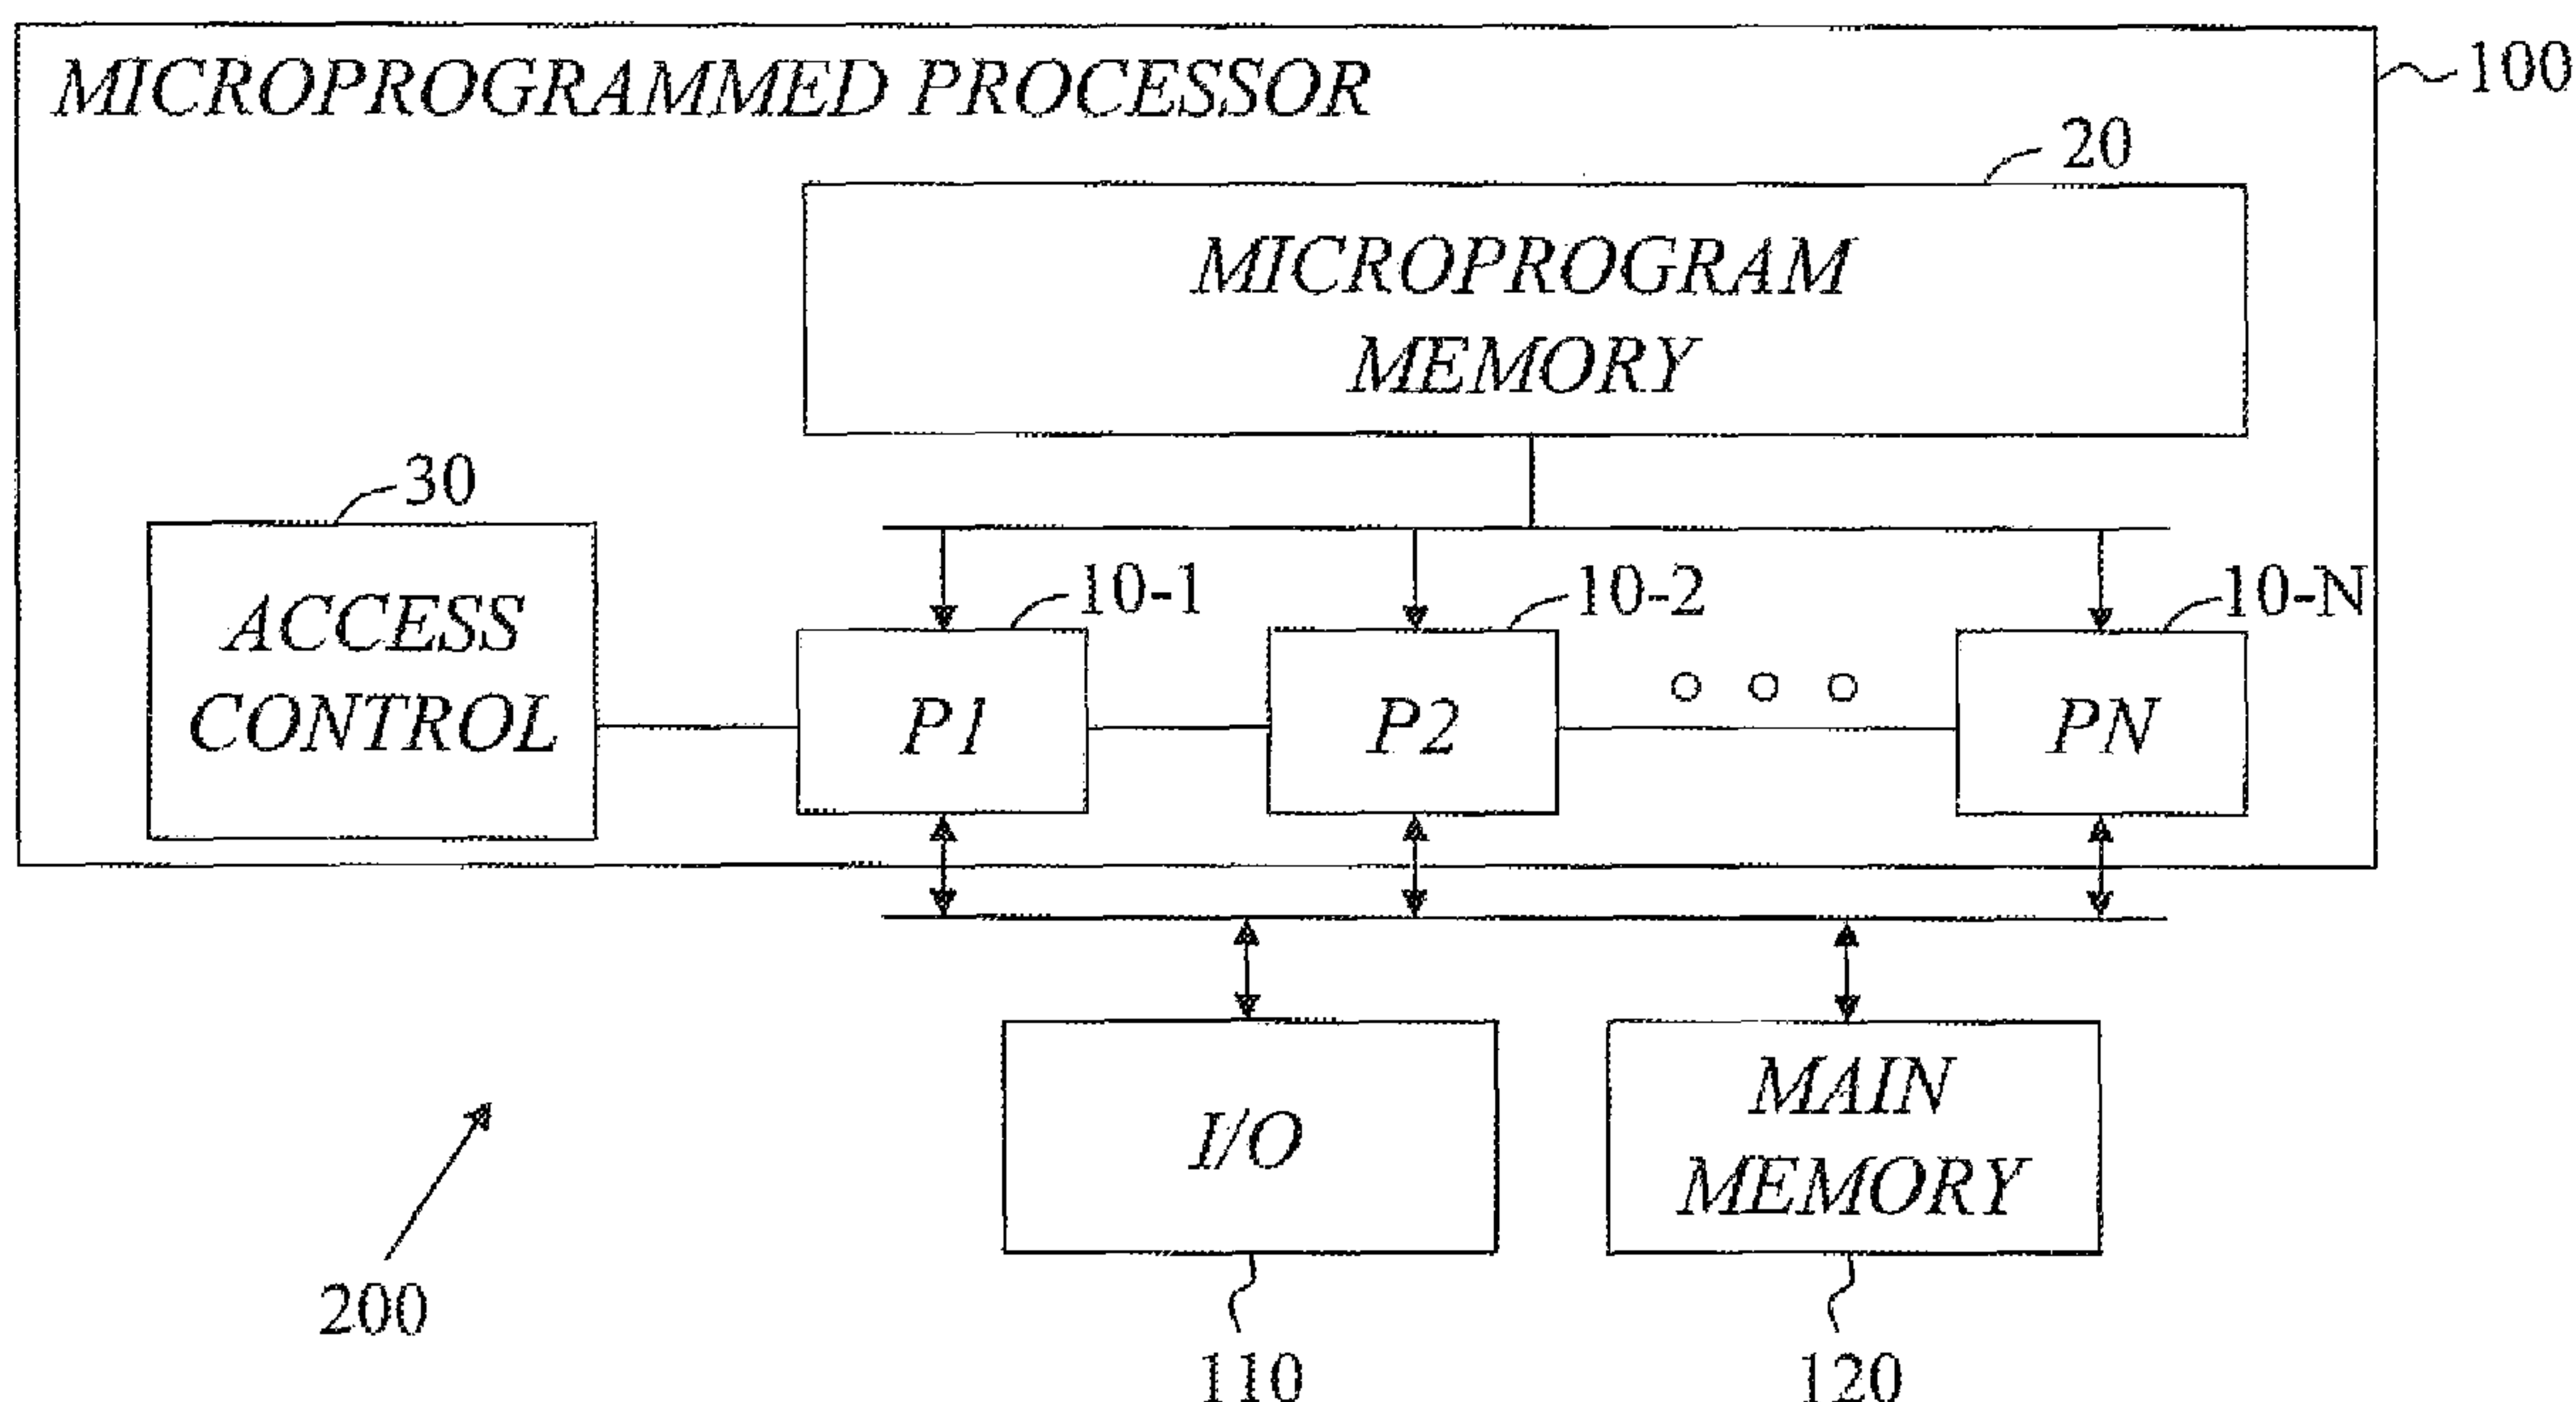 MICROPROGRAMMED PROCESSOR
100
20
MICROPROGRAM
MEMORY
30
ACCESS
CONTROL
10-1
10-2
10-N
P1
P2
PN
I/O
MAIN
MEMORY
200
110
120